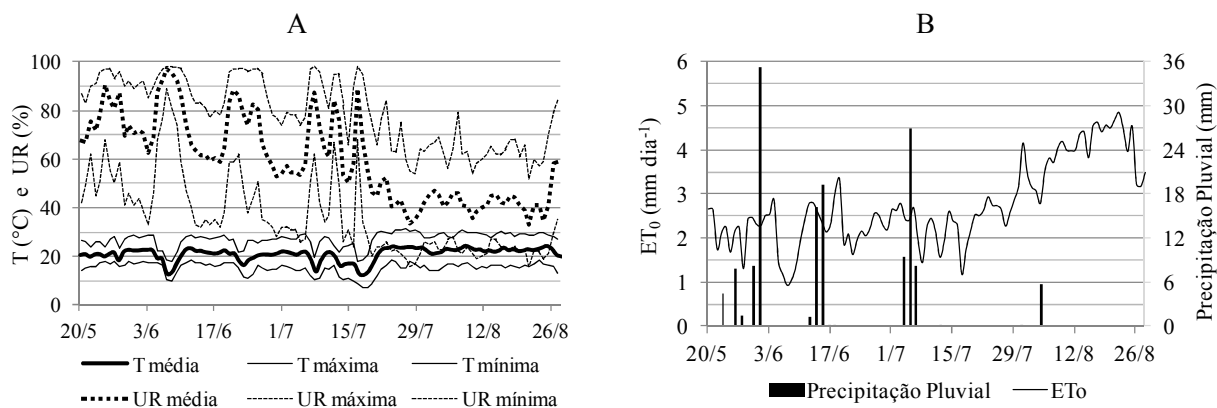 A
T (°C) e UR (%)
100
80
60
40
20
0
20/5 3/6 17/6 1/7 15/7 29/7 12/8 26/8
T média T máxima T mínima
UR média UR máxima UR mínima
B
ET0 (mm dia-1)
6
5
4
3
2
1
0
36
30
24
18
12
6
0
Precipitação Pluvial (mm)
20/5 3/6 17/6 1/7 15/7 29/7 12/8 26/8
Precipitação Pluvial ETo